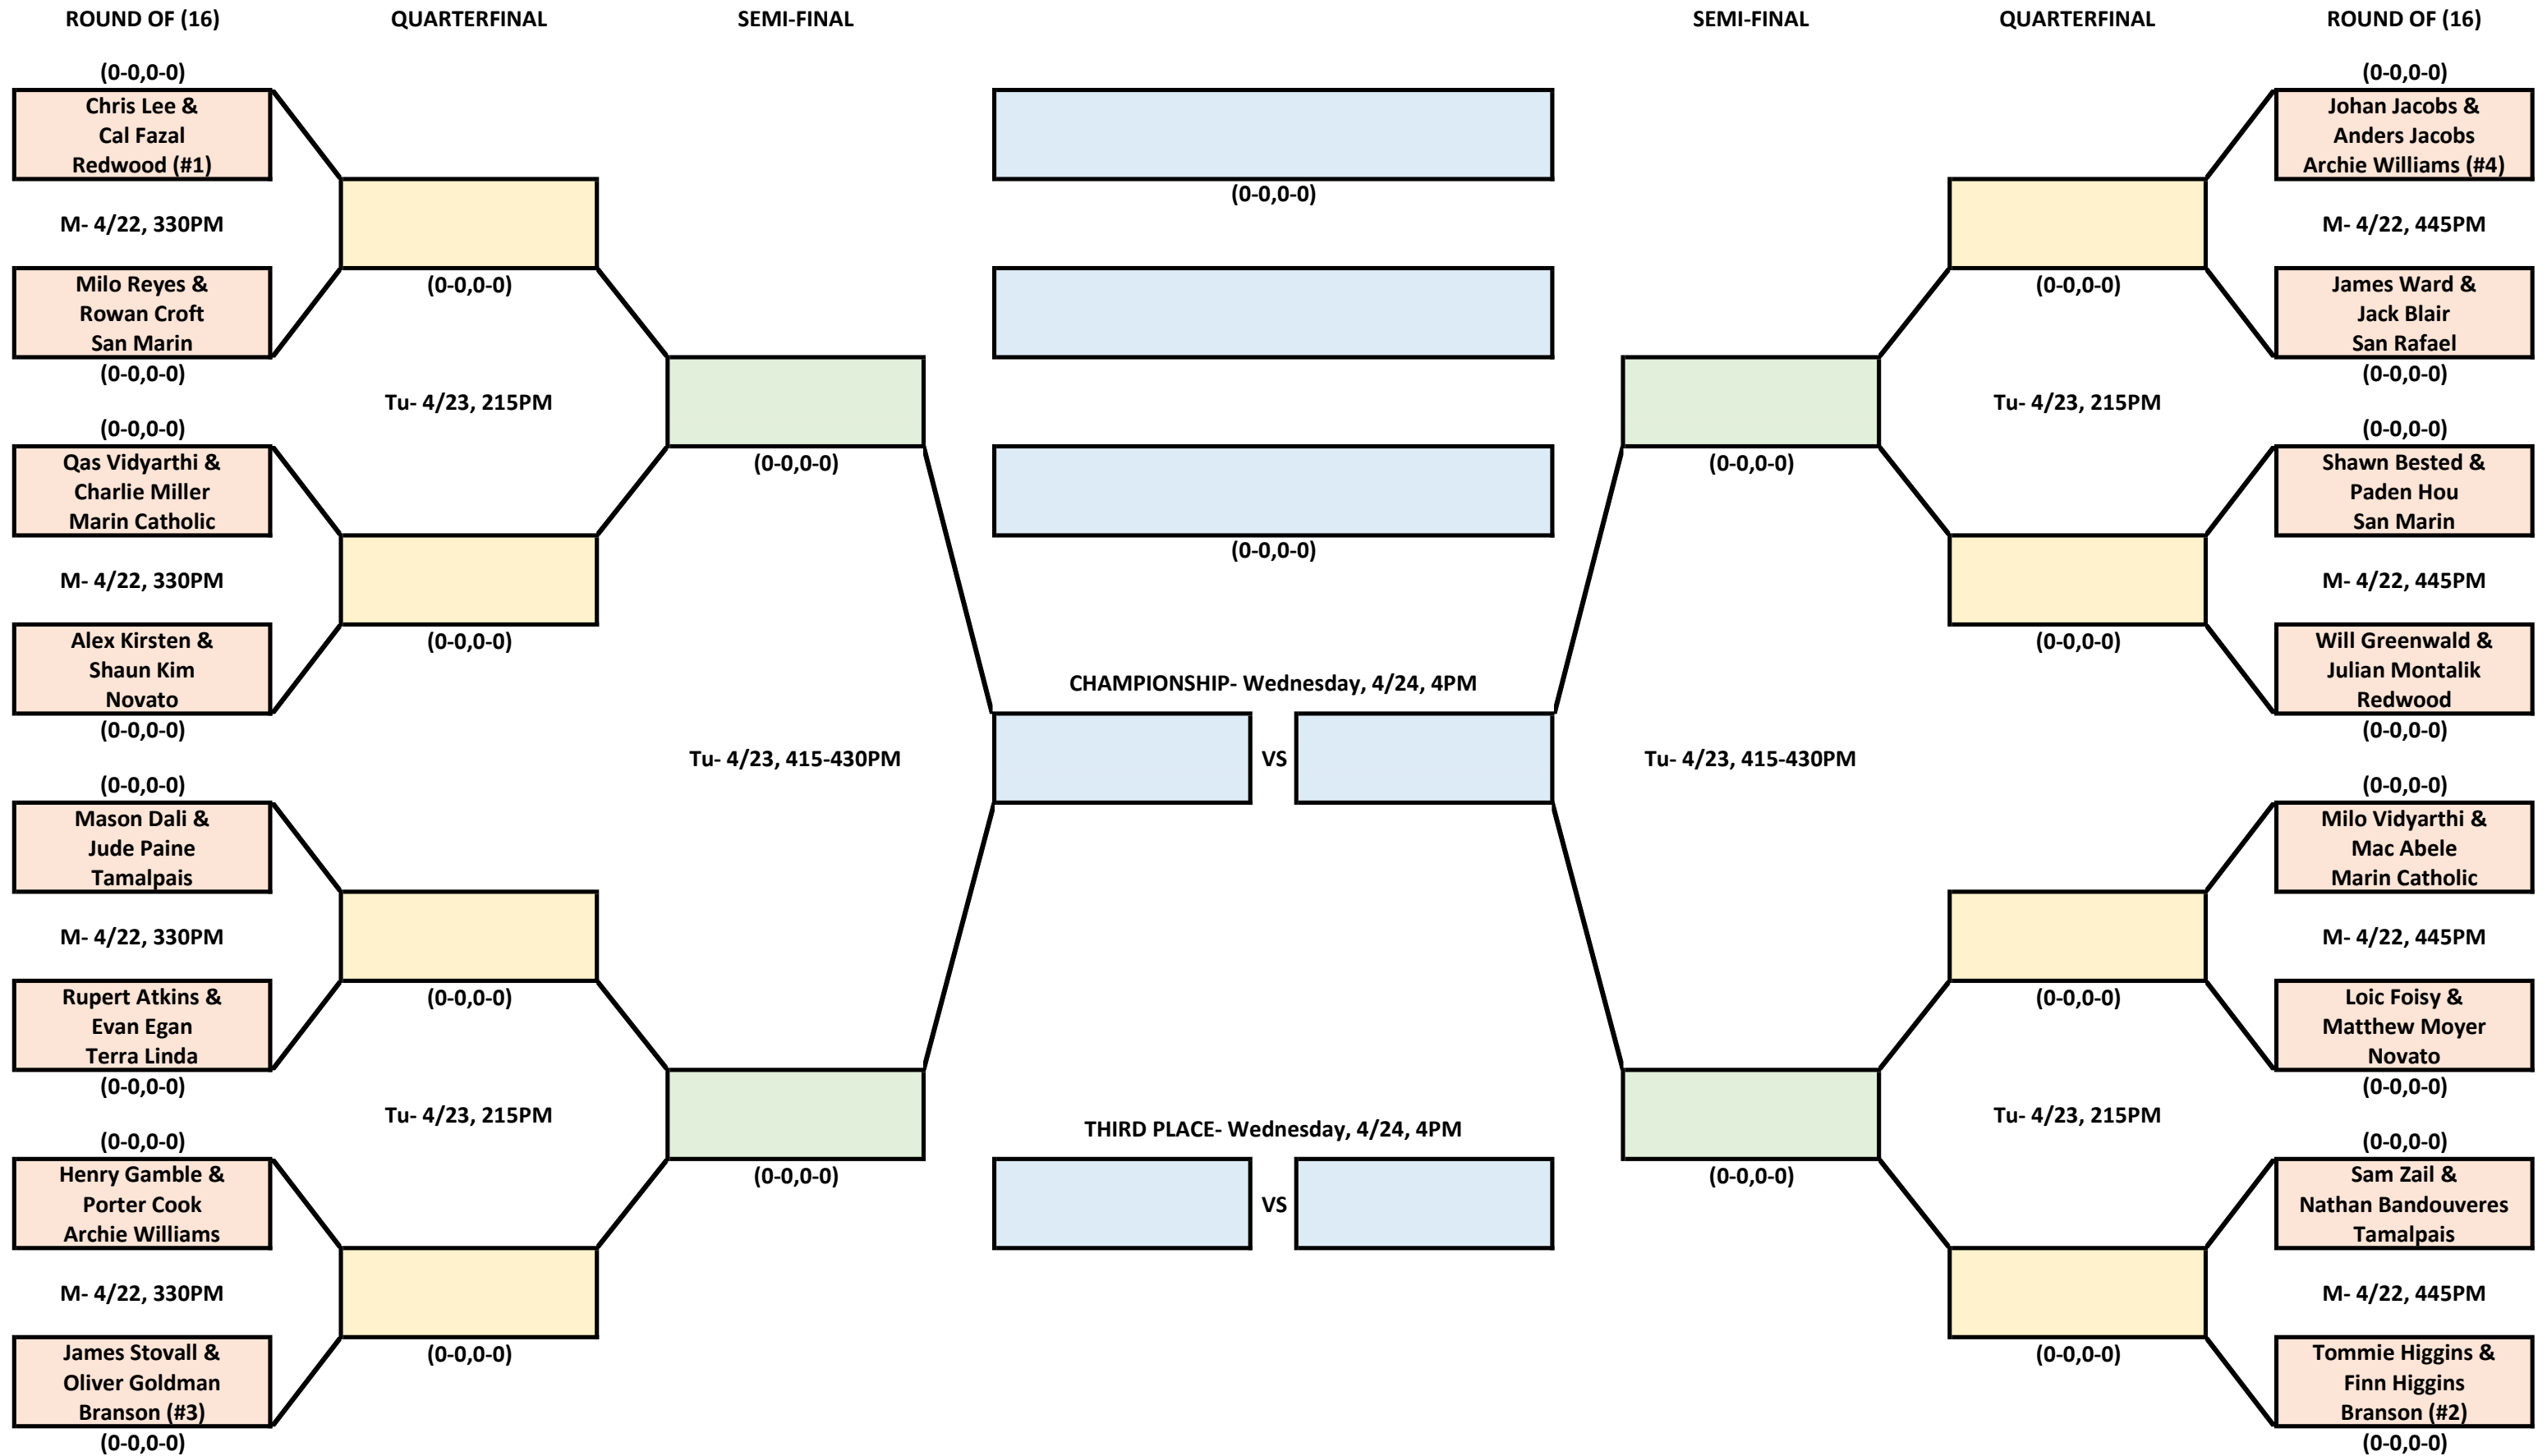 ROUND OF (16)
QUARTERFINAL
SEMI-FINAL
SEMI-FINAL
QUARTERFINAL
ROUND OF (16)
(0-0,0-0)
Chris Lee &
Cal Fazal
Redwood (#1)
M- 4/22, 330PM
Milo Reyes &
Rowan Croft
San Marin
(0-0,0-0)
(0-0,0-0)
Qas Vidyarthi &
Charlie Miller
Marin Catholic
M- 4/22, 330PM
Alex Kirsten &
Shaun Kim
Novato
(0-0,0-0)
(0-0,0-0)
Mason Dali &
Jude Paine
Tamalpais
M- 4/22, 330PM
Rupert Atkins &
Evan Egan
Terra Linda
(0-0,0-0)
(0-0,0-0)
Henry Gamble &
Porter Cook
Archie Williams
M- 4/22, 330PM
James Stovall &
Oliver Goldman
Branson (#3)
(0-0,0-0)
(0-0,0-0)
Tu- 4/23, 215PM
(0-0,0-0)
(0-0,0-0)
Tu- 4/23, 215PM
(0-0,0-0)
(0-0,0-0)
Tu- 4/23, 415-430PM
(0-0,0-0)
(0-0,0-0)
(0-0,0-0)
CHAMPIONSHIP- Wednesday, 4/24, 4PM
VS
THIRD PLACE- Wednesday, 4/24, 4PM
VS
(0-0,0-0)
Tu- 4/23, 415-430PM
(0-0,0-0)
(0-0,0-0)
Tu- 4/23, 215PM
(0-0,0-0)
(0-0,0-0)
Tu- 4/23, 215PM
(0-0,0-0)
(0-0,0-0)
Johan Jacobs &
Anders Jacobs
Archie Williams (#4)
M- 4/22, 445PM
James Ward &
Jack Blair
San Rafael
(0-0,0-0)
(0-0,0-0)
Shawn Bested &
Paden Hou
San Marin
M- 4/22, 445PM
Will Greenwald &
Julian Montalik
Redwood
(0-0,0-0)
(0-0,0-0)
Milo Vidyarthi &
Mac Abele
Marin Catholic
M- 4/22, 445PM
Loic Foisy &
Matthew Moyer
Novato
(0-0,0-0)
(0-0,0-0)
Sam Zail &
Nathan Bandouveres
Tamalpais
M- 4/22, 445PM
Tommie Higgins &
Finn Higgins
Branson (#2)
(0-0,0-0)